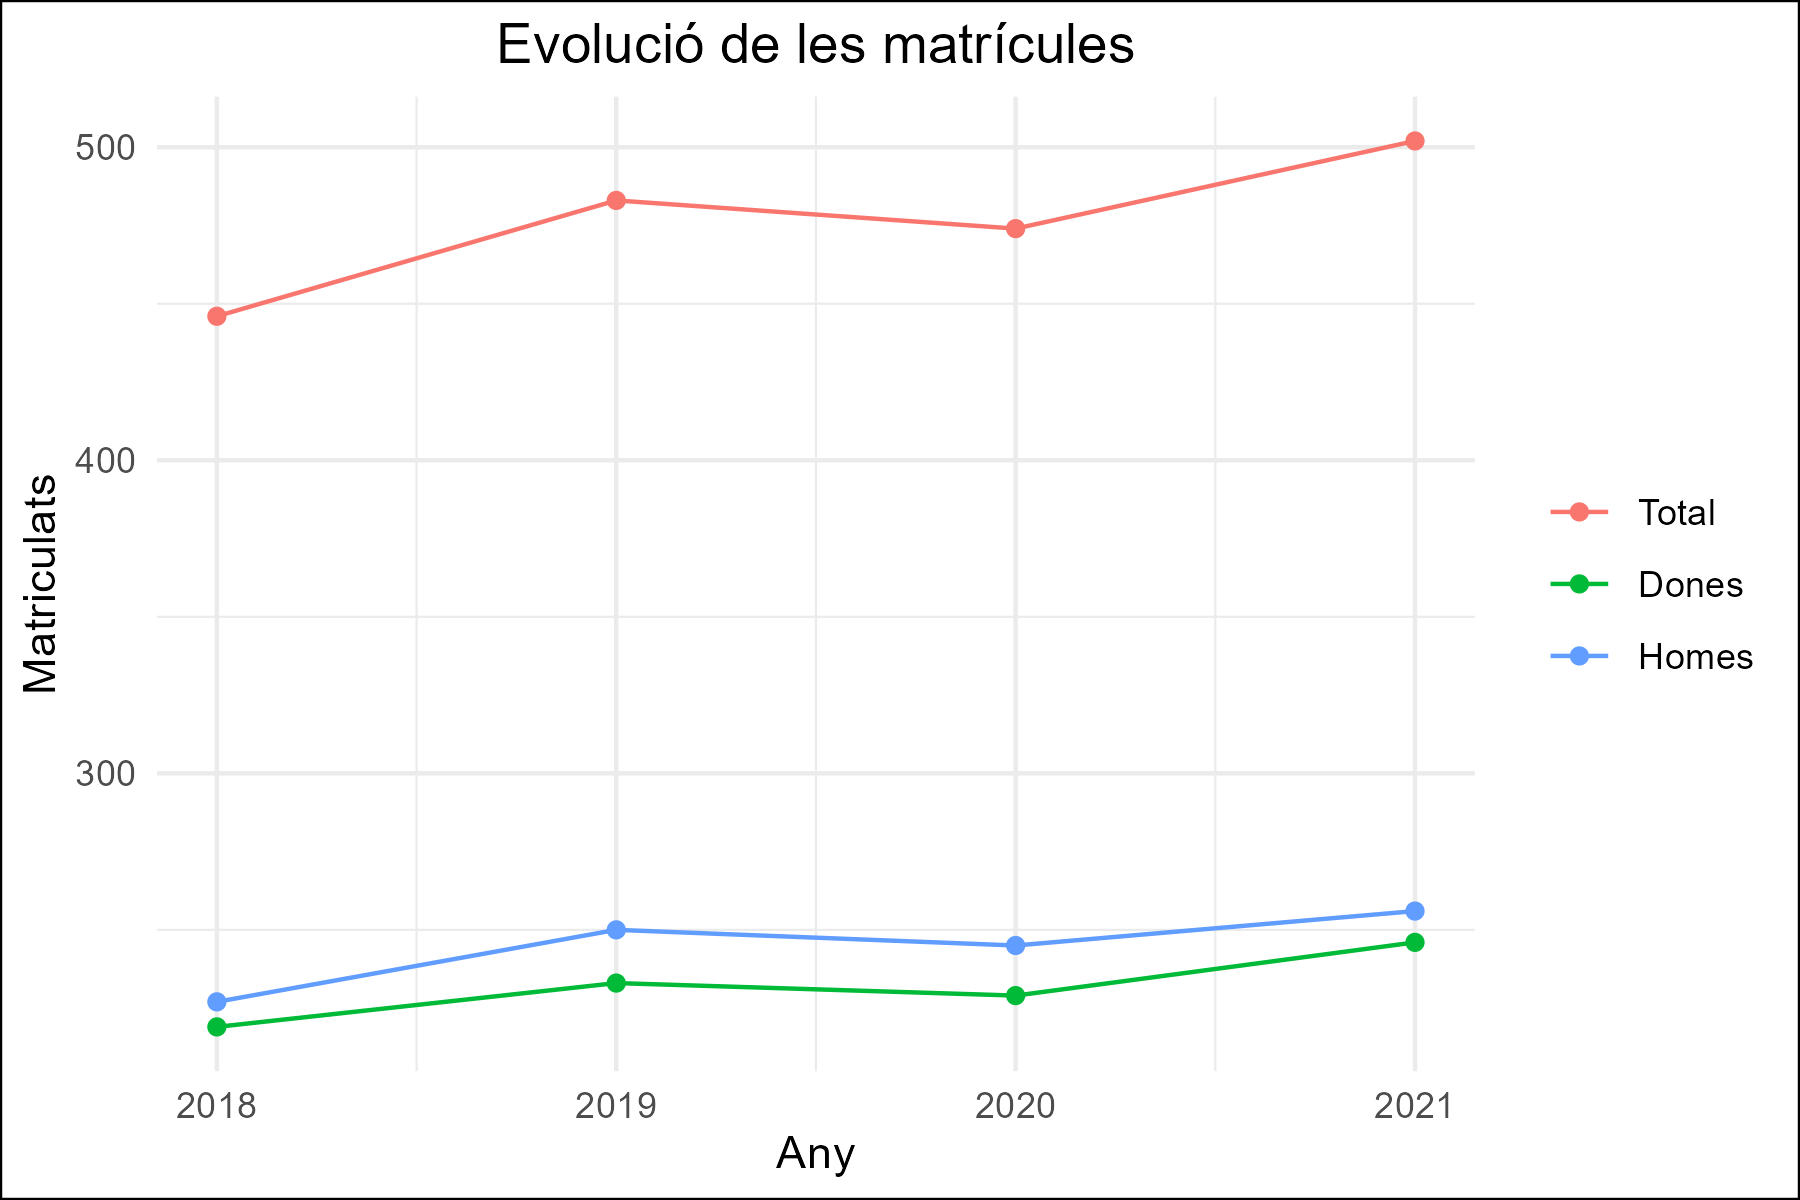 Evolució de les matrícules
500
400
300
Matriculats
2018
2019
2020
2021
Any
Total
Dones
Homes